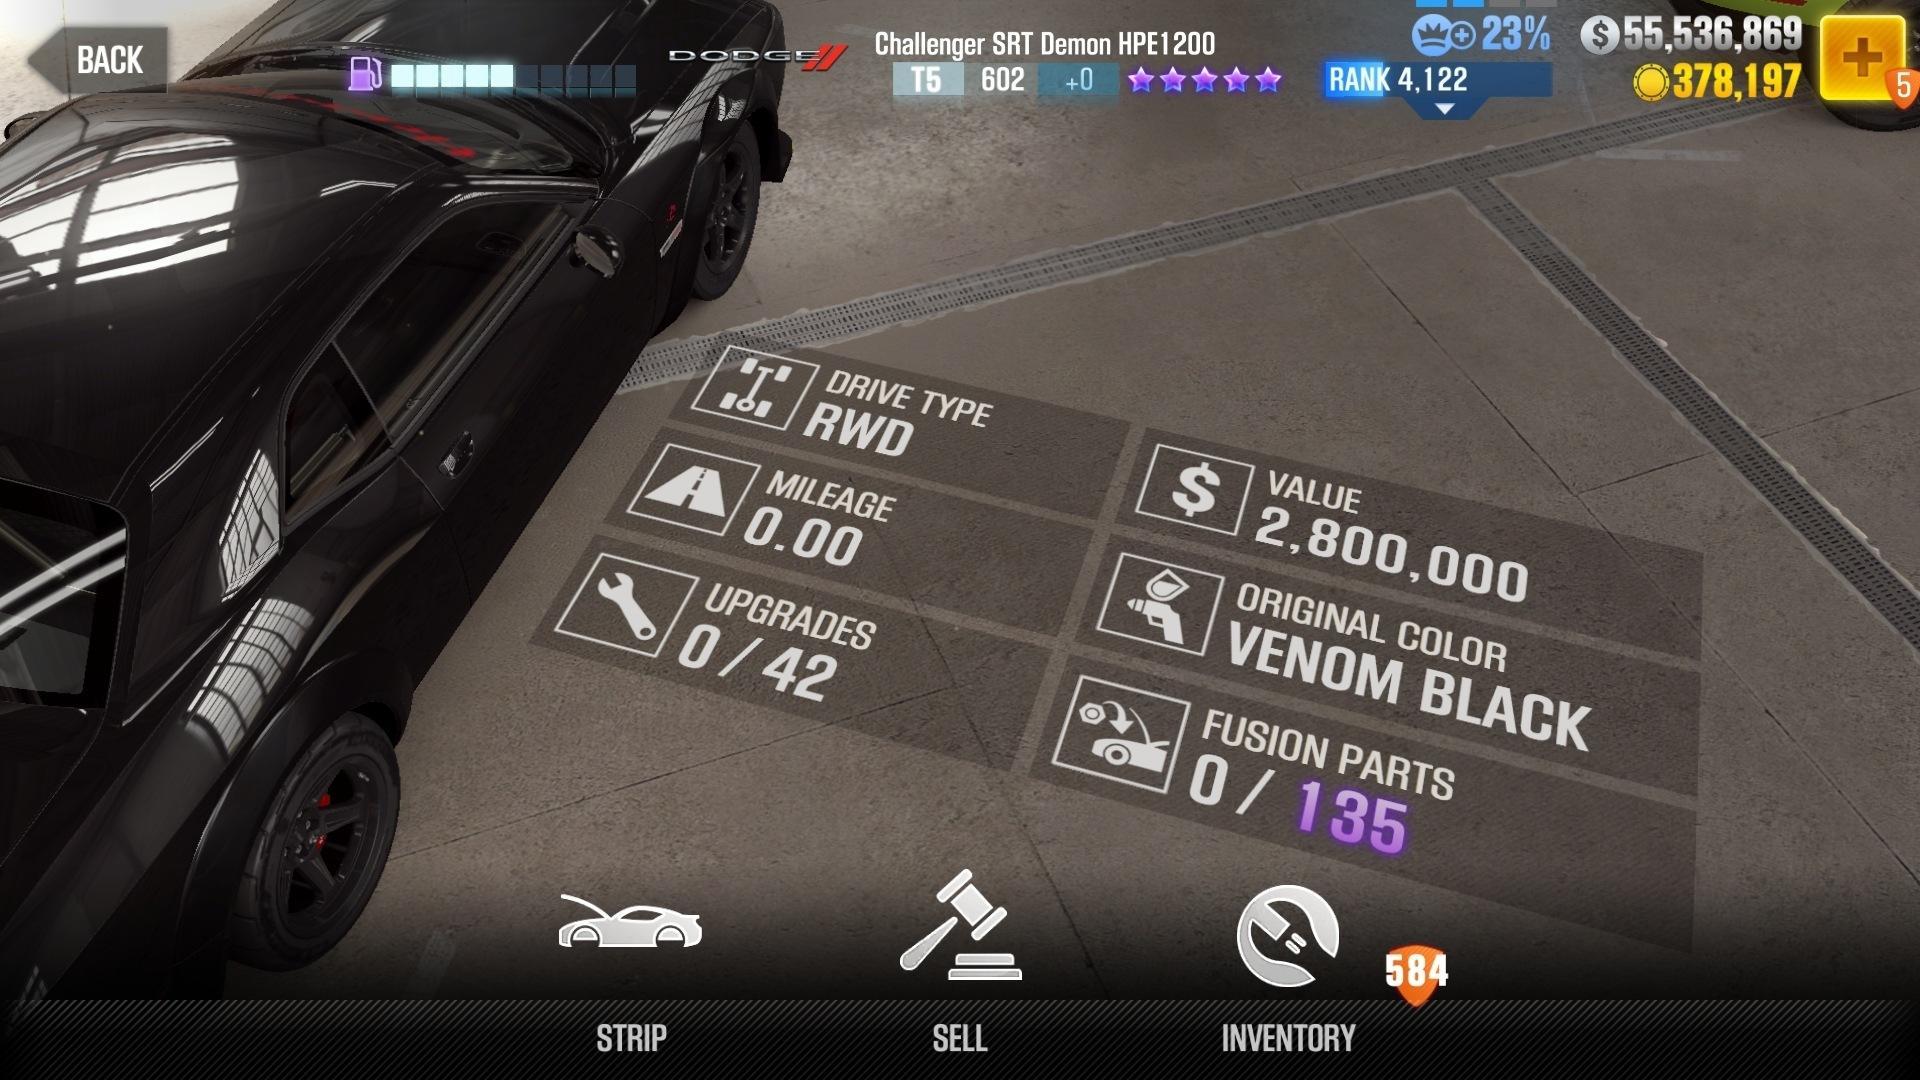 BACK
DODGE
Challenger SRT Demon HPE1200
T5 602 +0
23%
RANK 4,122
$ 55,536,869
378,197
5
DRIVE TYPE
RWD
MILEAGE
0.00
UPGRADES
0 / 42
$
VALUE
2,800,000
ORIGINAL COLOR
VENOM BLACK
FUSION PARTS
0 / 135
584
STRIP
SELL
INVENTORY